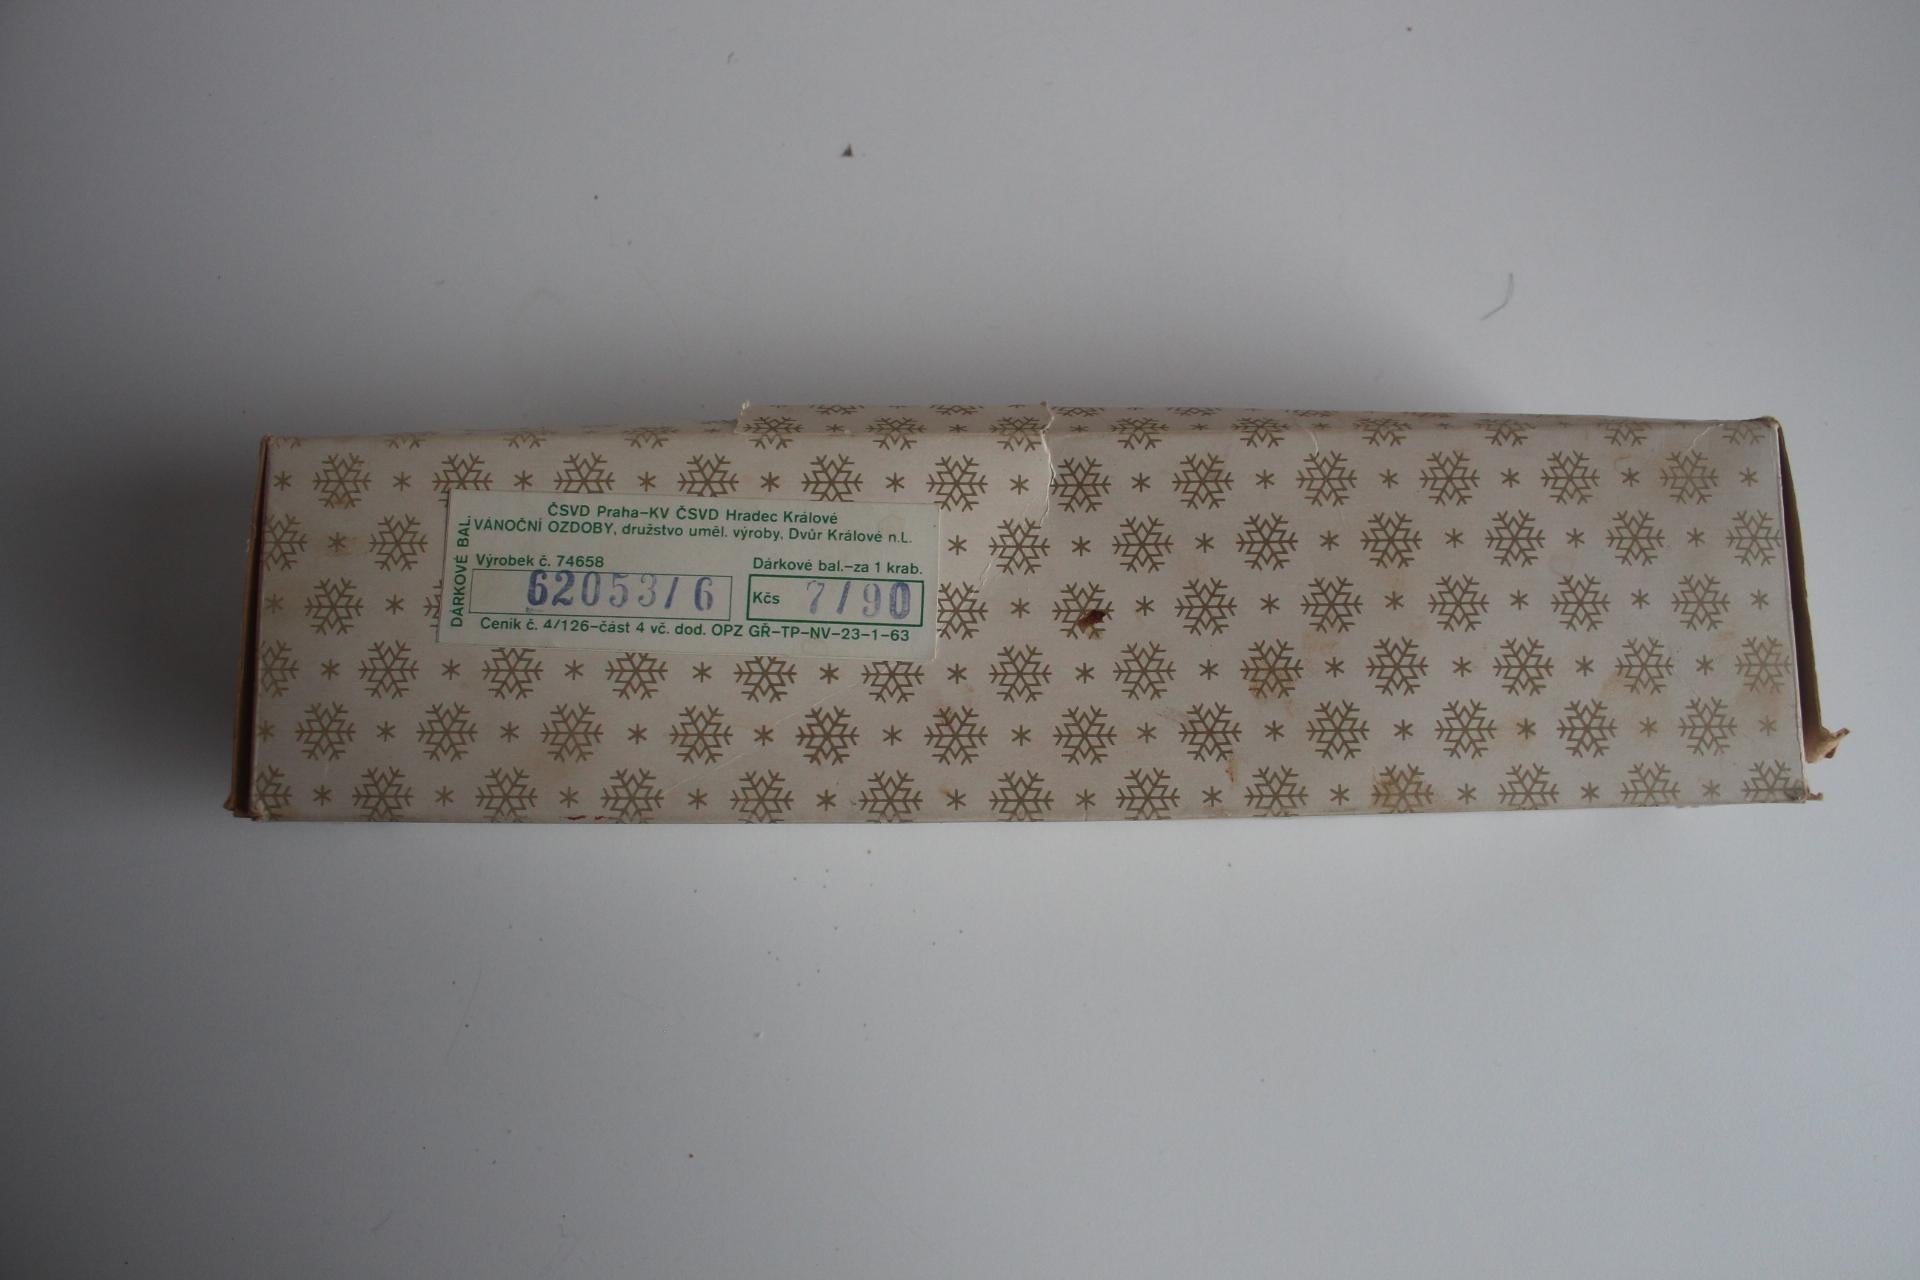 DÁRKOVÉ BAL.
ČSVD Praha–KV ČSVD Hradec Králové
VÁNOČNÍ OZDOBY, družstvo uměl. výroby, Dvůr Králové n.L.
Výrobek č. 74658 Dárkové bal.–za 1 krab.
62053/6 Kčs 7/90
Ceník č. 4/126–část 4 vč. dod. OPZ GŘ–TP–NV–23–1–63